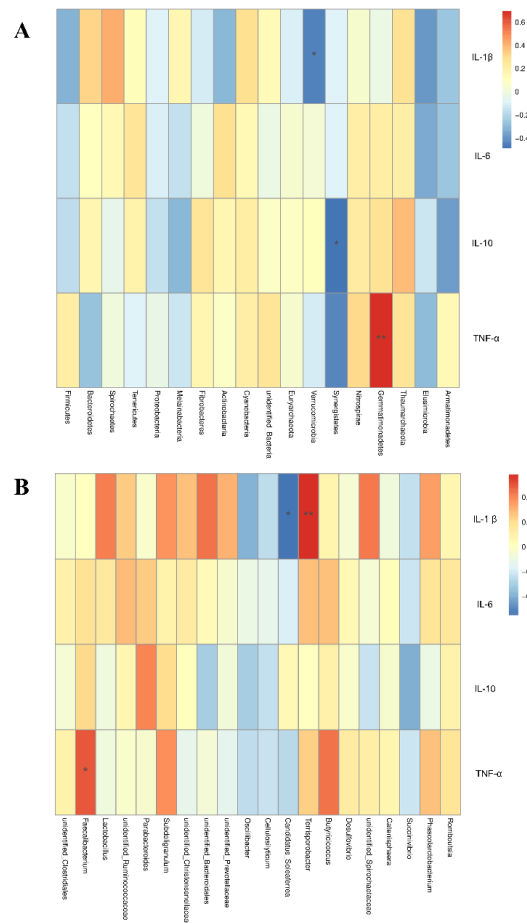 A
0.6
IL-1β
*
0.4
0.2
0
−0.2
−0.4
IL-6
IL-10
*
TNF-α
**
Firmicutes
Bacteroidetes
Spirochaetes
Tenericutes
Proteobacteria
Melainabacteria
Fibrobacteres
Actinobacteria
Cyanobacteria
unidentified_Bacteria
Euryarchaeota
Verrucomicrobia
Synergistetes
Nitrospirae
Gemmatimonadetes
Thaumarchaeota
Elusimicrobia
Armatimonadetes
B
IL-1 β
*
**
0
IL-6
IL-10
TNF-α
*
unidentified_Clostridiales
Faecalibacterium
Lactobacillus
unidentified_Ruminococcaceae
Parabacteroides
Subdoligranulum
unidentified_Christensenellaceae
unidentified_Bacteroidales
unidentified_Prevotellaceae
Oscillibacter
Cellulosilyticum
Candidatus_Soleaferrea
Terrisporobacter
Butyricicoccus
Desulfovibrio
unidentified_Spirochaetaceae
Catenisphaera
Succinivibrio
Phascolarctobacterium
Romboutsia